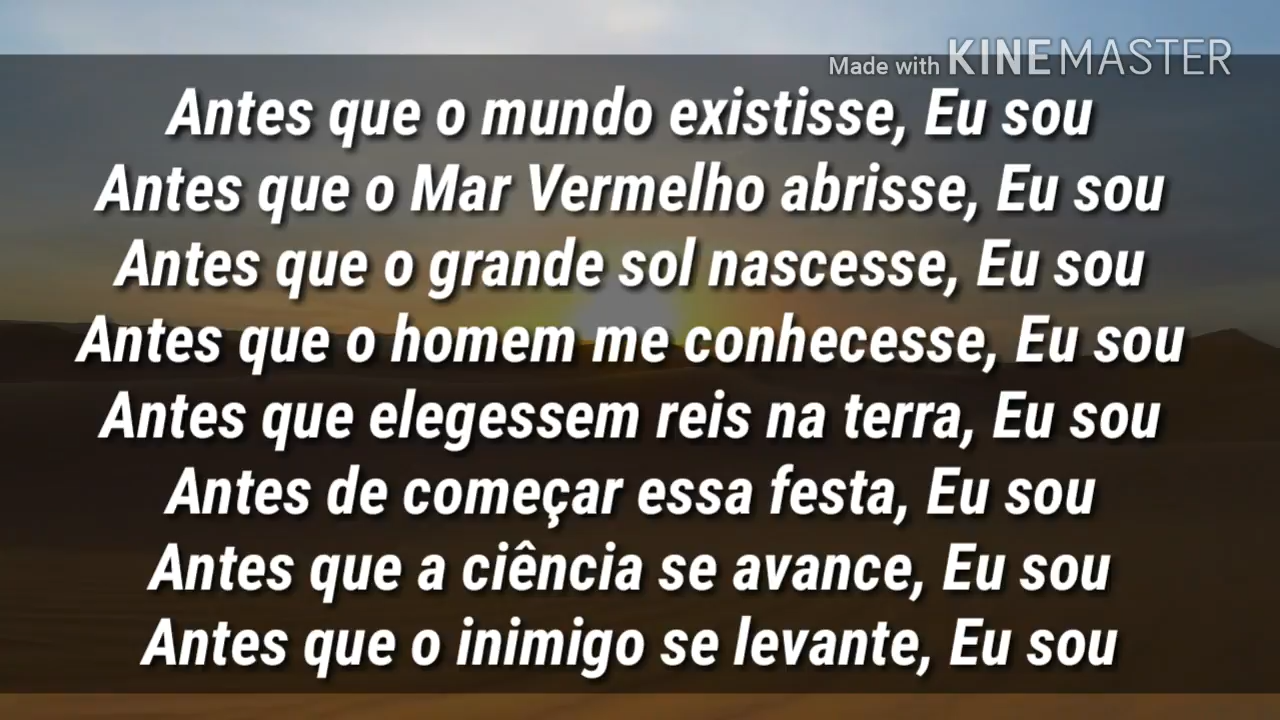 Made with KINEMASTER
Antes que o mundo existisse, Eu sou
Antes que o Mar Vermelho abrisse, Eu sou
Antes que o grande sol nascesse, Eu sou
Antes que o homem me conhecesse, Eu sou
Antes que elegessem reis na terra, Eu sou
Antes de começar essa festa, Eu sou
Antes que a ciência se avance, Eu sou
Antes que o inimigo se levante, Eu sou